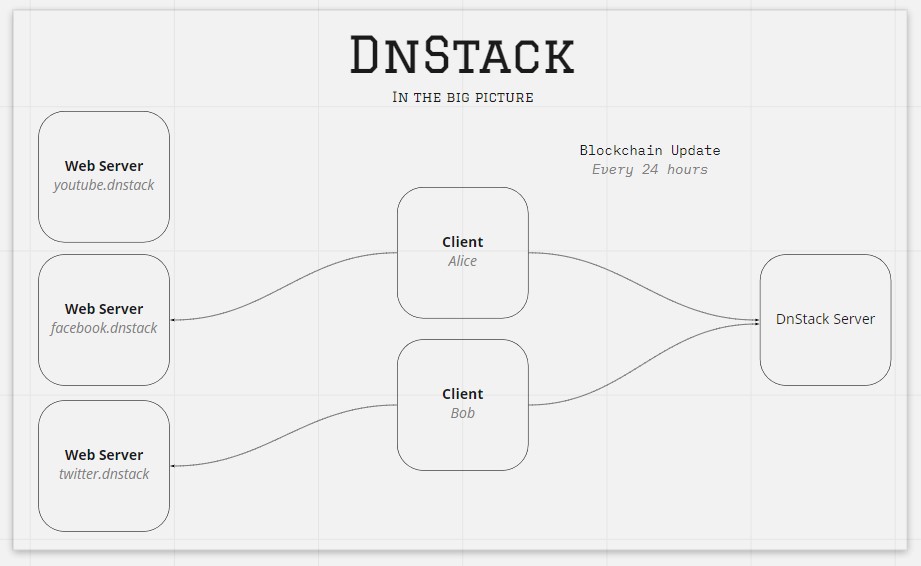 DnStack
In the big picture
Blockchain Update
Every 24 hours
Web Server
youtube.dnstack
Client
Alice
Web Server
facebook.dnstack
DnStack Server
Client
Bob
Web Server
twitter.dnstack